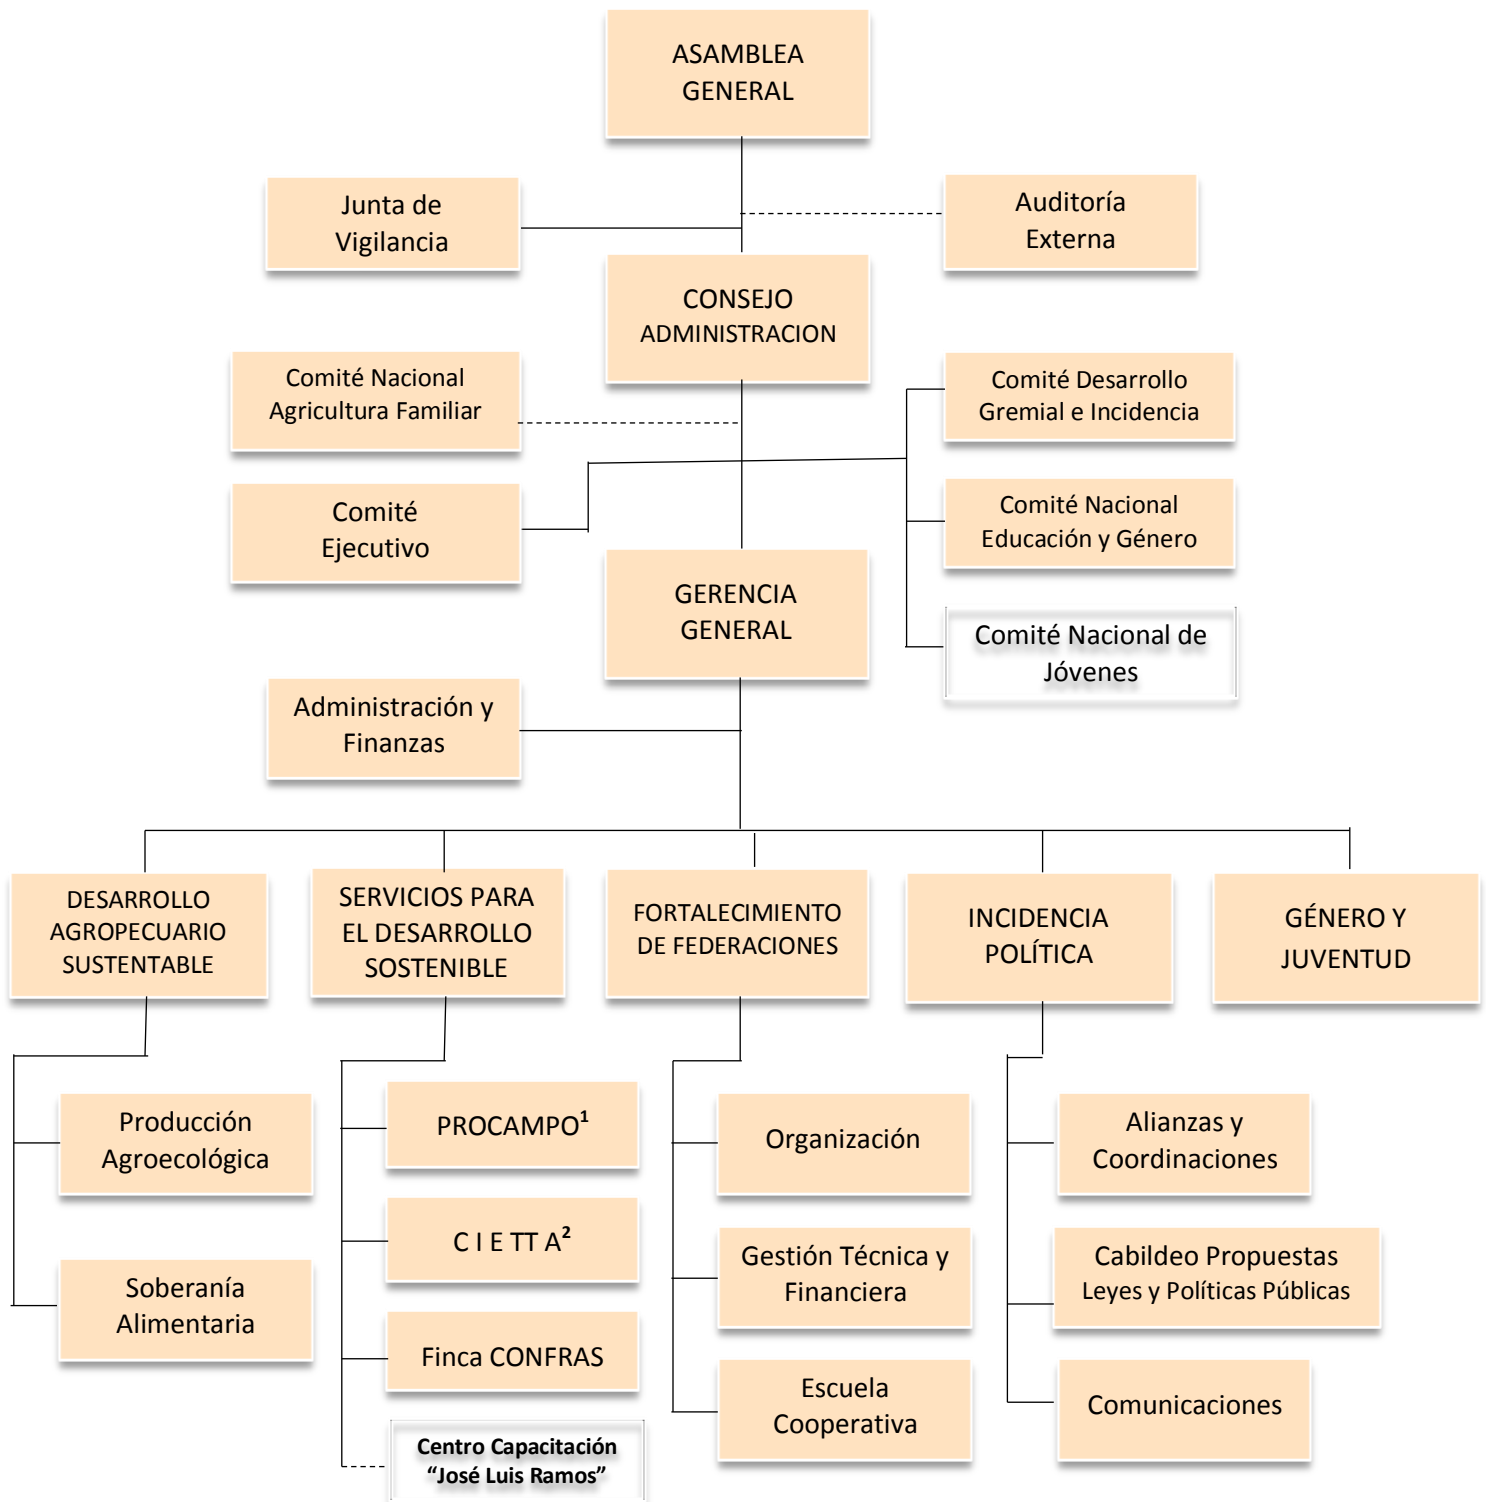 ASAMBLEA
GENERAL
Junta de
Vigilancia
Auditoría
Externa
CONSEJO
ADMINISTRACION
Comité Nacional
Agricultura Familiar
Comité Desarrollo
Gremial e Incidencia
Comité
Ejecutivo
Comité Nacional
Educación y Género
GERENCIA
GENERAL
Comité Nacional de
Jóvenes
Administración y
Finanzas
DESARROLLO
AGROPECUARIO
SUSTENTABLE
SERVICIOS PARA
EL DESARROLLO
SOSTENIBLE
FORTALECIMIENTO
DE FEDERACIONES
INCIDENCIA
POLÍTICA
GÉNERO Y
JUVENTUD
Producción
Agroecológica
Soberanía
Alimentaria
PROCAMPO¹
C I E TT A²
Finca CONFRAS
Centro Capacitación
“José Luis Ramos”
Organización
Gestión Técnica y
Financiera
Escuela
Cooperativa
Alianzas y
Coordinaciones
Cabildeo Propuestas
Leyes y Políticas Públicas
Comunicaciones